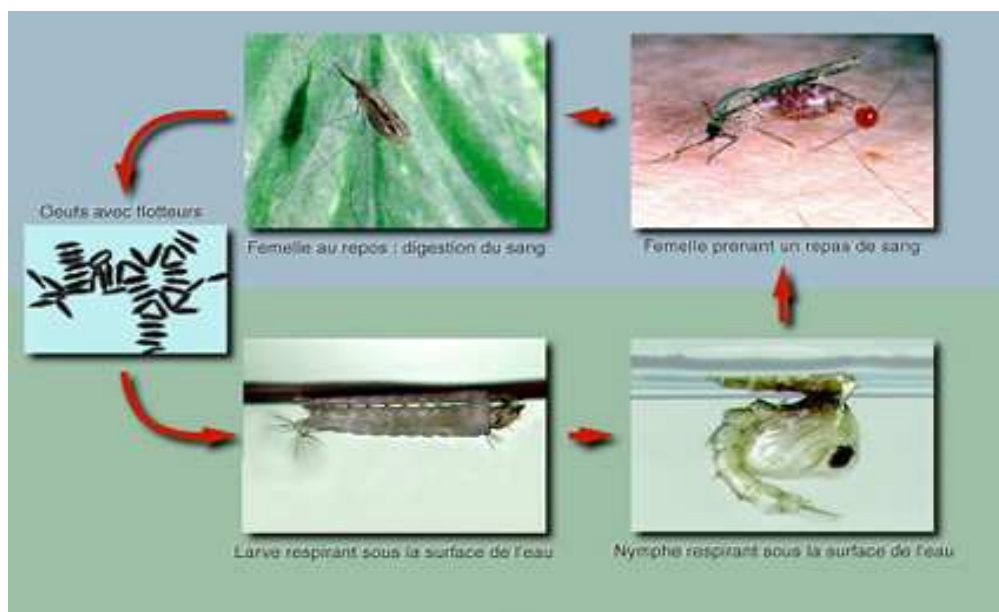 Oeufs avec flotteurs
Femelle au repos : digestion du sang
Femelle prenant un repas de sang
Larve respirant sous la surface de l'eau
Nymphe respirant sous la surface de l'eau